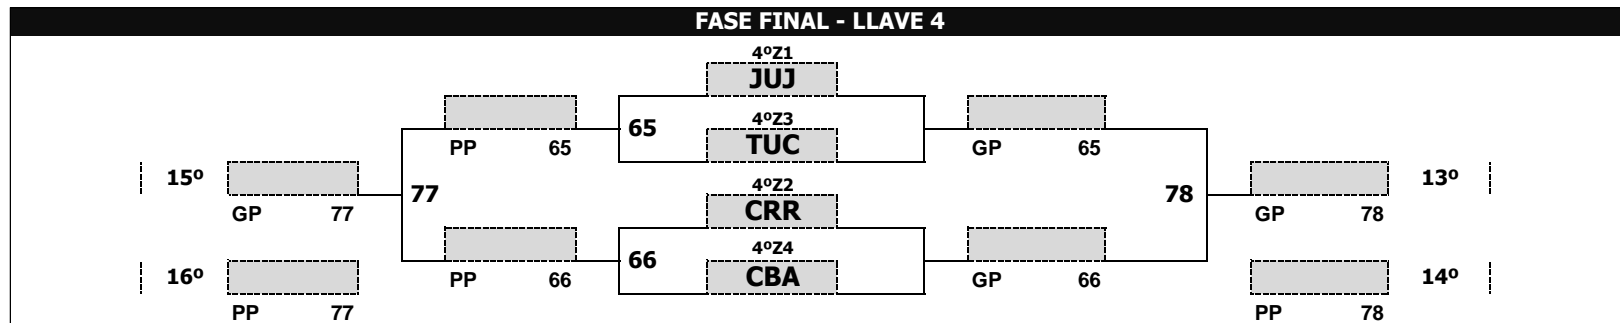 FASE FINAL - LLAVE 4
4ºZ1
JUJ
65
4ºZ3
TUC
PP 65
GP 65
15º
13º
77
78
4ºZ2
CRR
GP 77
GP 78
66
4ºZ4
CBA
16º
14º
PP 66
GP 66
PP 77
PP 78